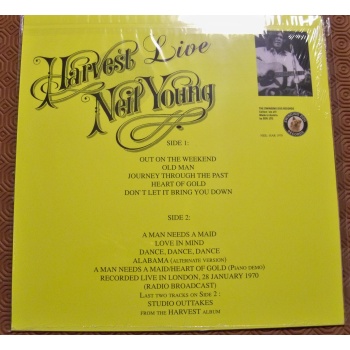 Harvest Live
Neil Young
SIDE 1:
OUT ON THE WEEKEND
OLD MAN
JOURNEY THROUGH THE PAST
HEART OF GOLD
DON'T LET IT BRING YOU DOWN
SIDE 2:
A MAN NEEDS A MAID
LOVE IN MIND
DANCE, DANCE, DANCE
ALABAMA (ALTERNATE VERSION)
A MAN NEEDS A MAID/HEART OF GOLD (PIANO DEMO)
RECORDED LIVE IN LONDON, 28 JANUARY 1970
(RADIO BROADCAST)
LAST TWO TRACKS ON SIDE 2 :
STUDIO OUTTAKES
FROM THE HARVEST ALBUM